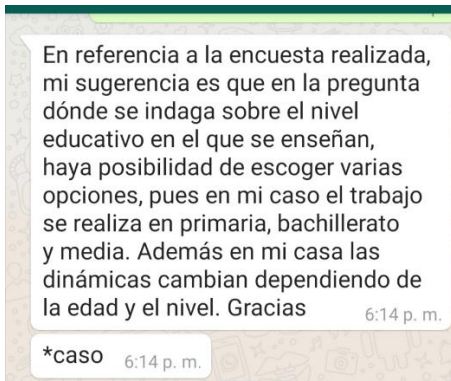 En referencia a la encuesta realizada,
mi sugerencia es que en la pregunta
dónde se indaga sobre el nivel
educativo en el que se enseñan,
haya posibilidad de escoger varias
opciones, pues en mi caso el trabajo
se realiza en primaria, bachillerato
y media. Además en mi casa las
dinámicas cambian dependiendo de
la edad y el nivel. Gracias
6:14 p. m.
*caso 6:14 p. m.